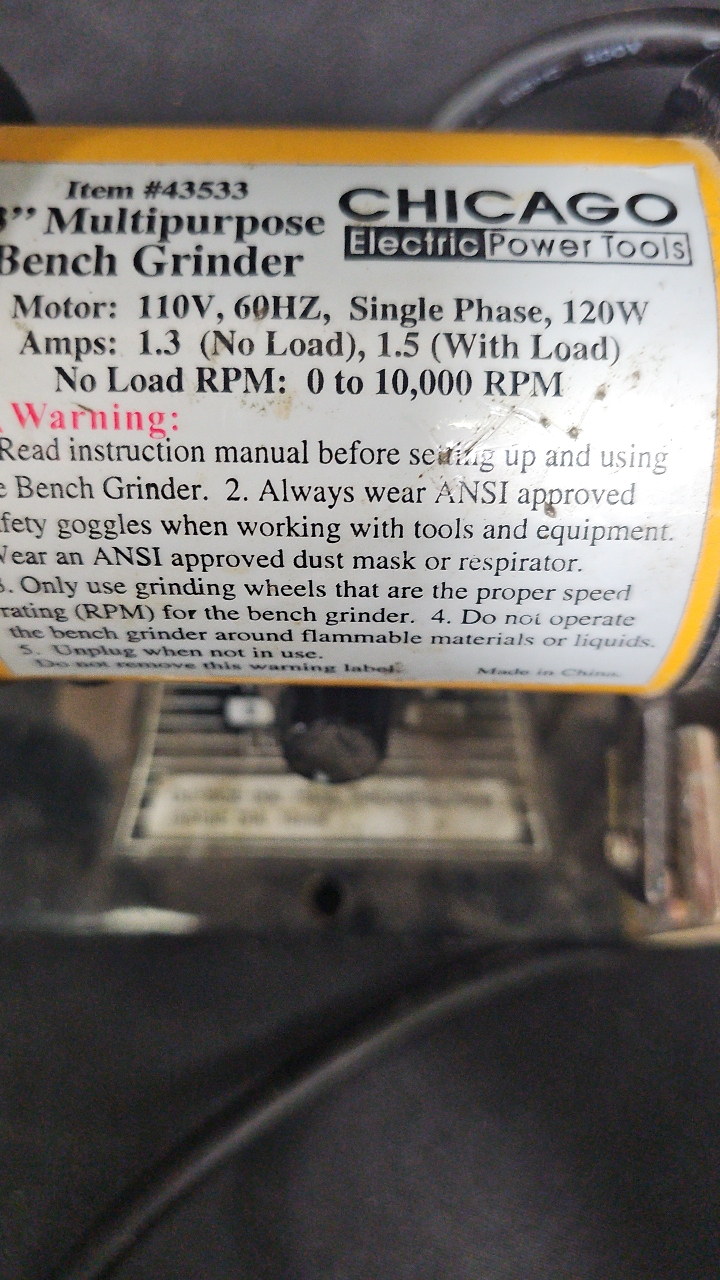 Item #43533
3” Multipurpose
Bench Grinder
CHICAGO
Electric Power Tools
Motor: 110V, 60HZ, Single Phase, 120W
Amps: 1.3 (No Load), 1.5 (With Load)
No Load RPM: 0 to 10,000 RPM
Warning:
Read instruction manual before setting up and using
e Bench Grinder. 2. Always wear ANSI approved
fety goggles when working with tools and equipment.
Wear an ANSI approved dust mask or respirator.
3. Only use grinding wheels that are the proper speed
rating (RPM) for the bench grinder. 4. Do not operate
the bench grinder around flammable materials or liquids.
5. Unplug when not in use.
Do not remove this warning label.
Made in China.
300V